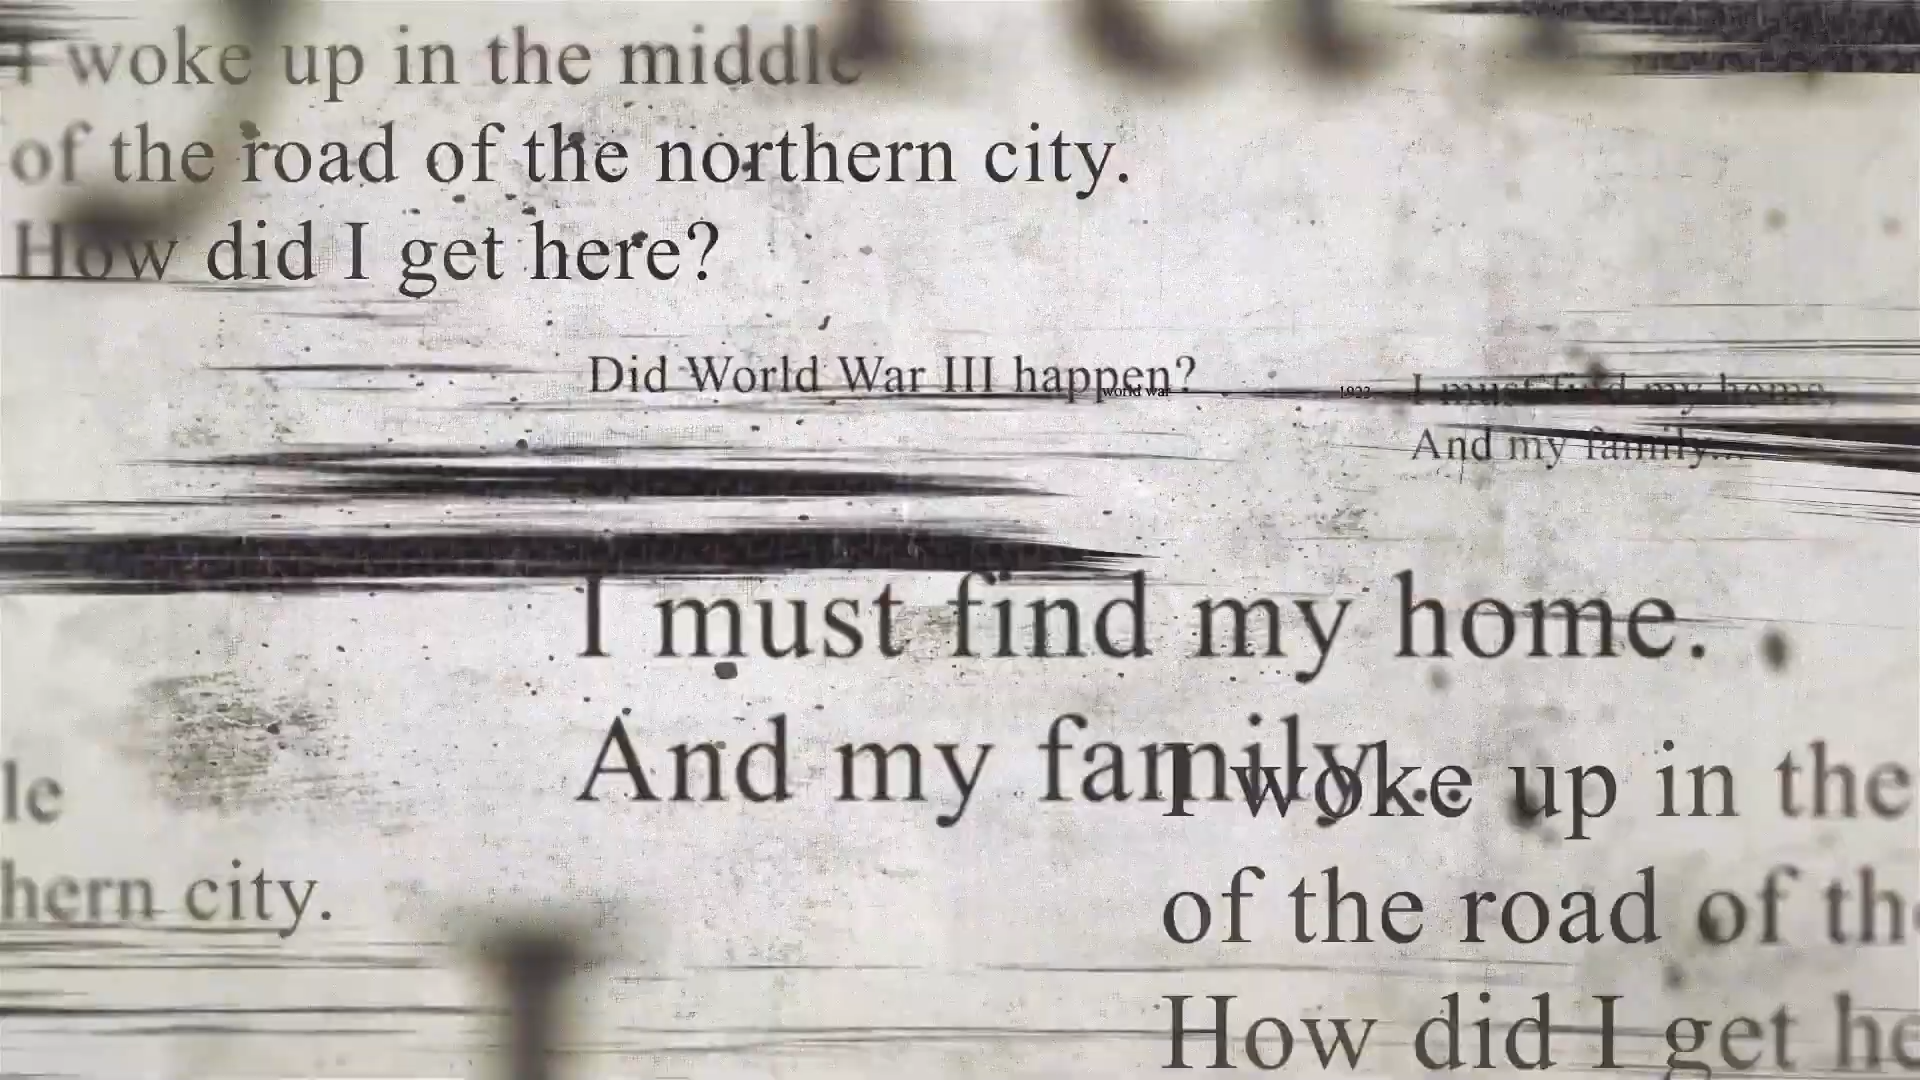 I woke up in the middle
of the road of the northern city.
How did I get here?
Did World War III happen?
world war
I must find my home.
And my family...
I must find my home.
And my family...
le
hern city.
I woke up in the
of the road of the
How did I get he